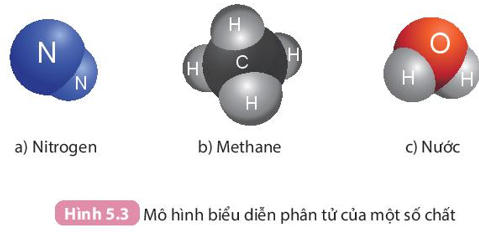 N
N
H
H
C
H
H
O
H
H
a) Nitrogen
b) Methane
c) Nước
Hình 5.3 Mô hình biểu diễn phân tử của một số chất